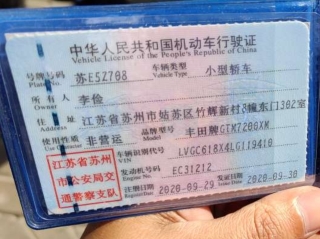 中华人民共和国机动车行驶证
Vehicle License of the People's Republic of China
号牌号码 苏E5Z708 车辆类型 小型轿车
Plate No. Vehicle Type
所有人 李俭
Owner
住址 江苏省苏州市姑苏区竹辉新村3幢东门302室
Address
使用性质 非营运 品牌型号 丰田牌GTM7200XM
Use Character Model
江苏省苏州
市公安局交
通警察支队
车辆识别代号 LVGC618X4LG119410
VIN
发动机号码 EC31212
Engine No.
注册日期 2020-09-29 发证日期 2020-09-30
Register Date Issue Date